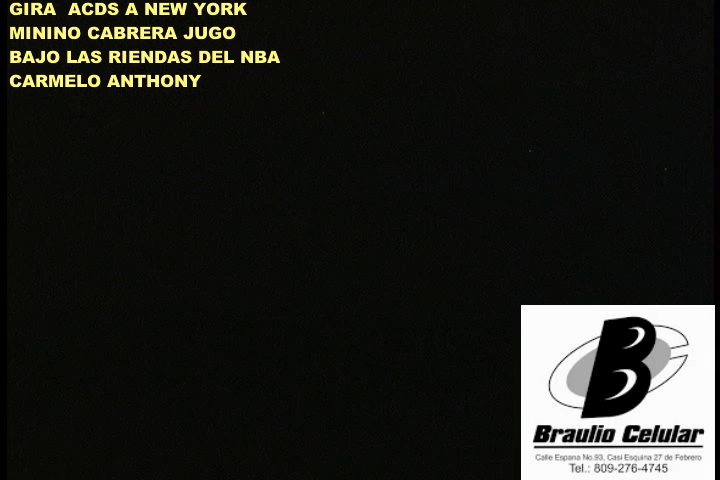 GIRA  ACDS A NEW YORK
MININO CABRERA JUGO
BAJO LAS RIENDAS DEL NBA
CARMELO ANTHONY
B
Braulio Celular
Calle Espana No.93, Casi Esquina 27 de Febrero
Tel.: 809-276-4745